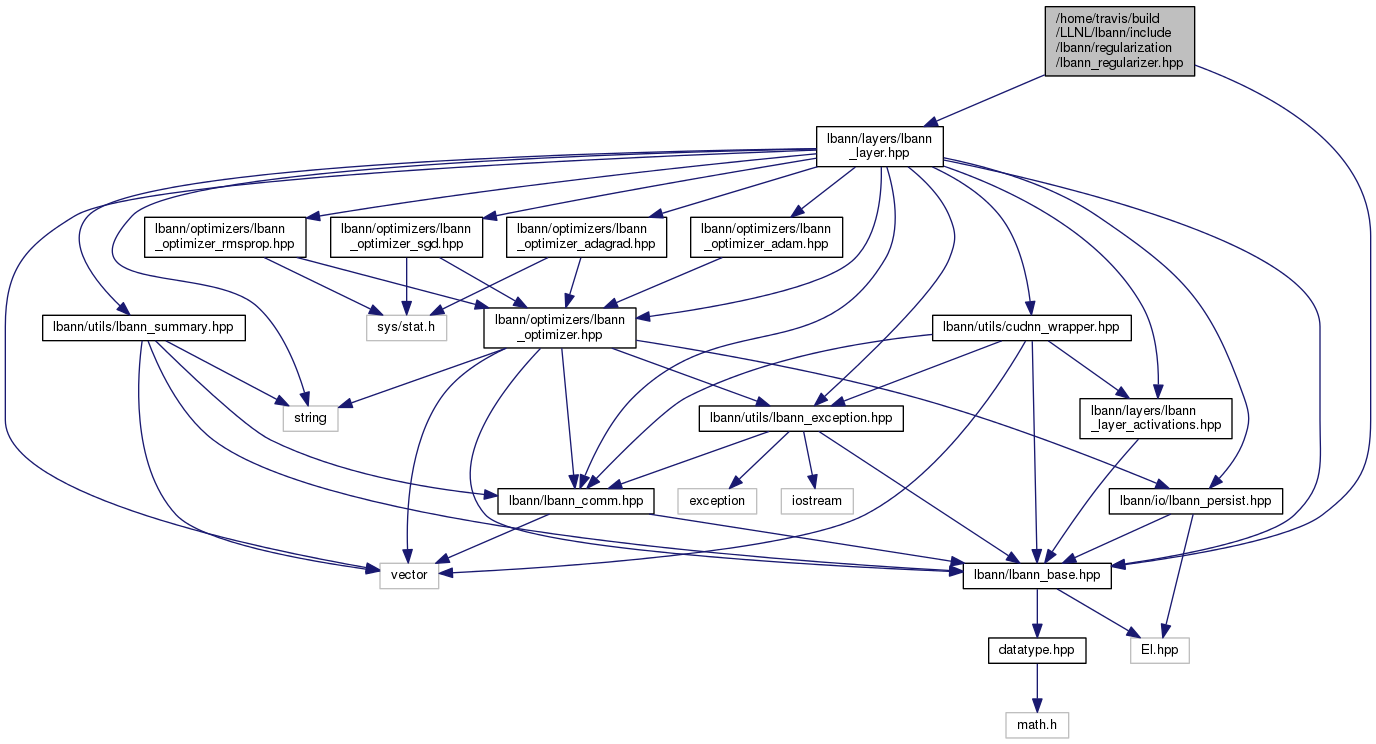 /home/travis/build
/LLNL/lbann/include
/lbann/regularization
/lbann_regularizer.hpp
lbann/layers/lbann
_layer.hpp
lbann/optimizers/lbann
_optimizer_rmsprop.hpp
lbann/optimizers/lbann
_optimizer_sgd.hpp
lbann/optimizers/lbann
_optimizer_adagrad.hpp
lbann/optimizers/lbann
_optimizer_adam.hpp
lbann/utils/lbann_summary.hpp
sys/stat.h
lbann/optimizers/lbann
_optimizer.hpp
lbann/utils/cudnn_wrapper.hpp
string
lbann/utils/lbann_exception.hpp
lbann/layers/lbann
_layer_activations.hpp
lbann/lbann_comm.hpp
exception
iostream
lbann/io/lbann_persist.hpp
vector
lbann/lbann_base.hpp
datatype.hpp
El.hpp
math.h